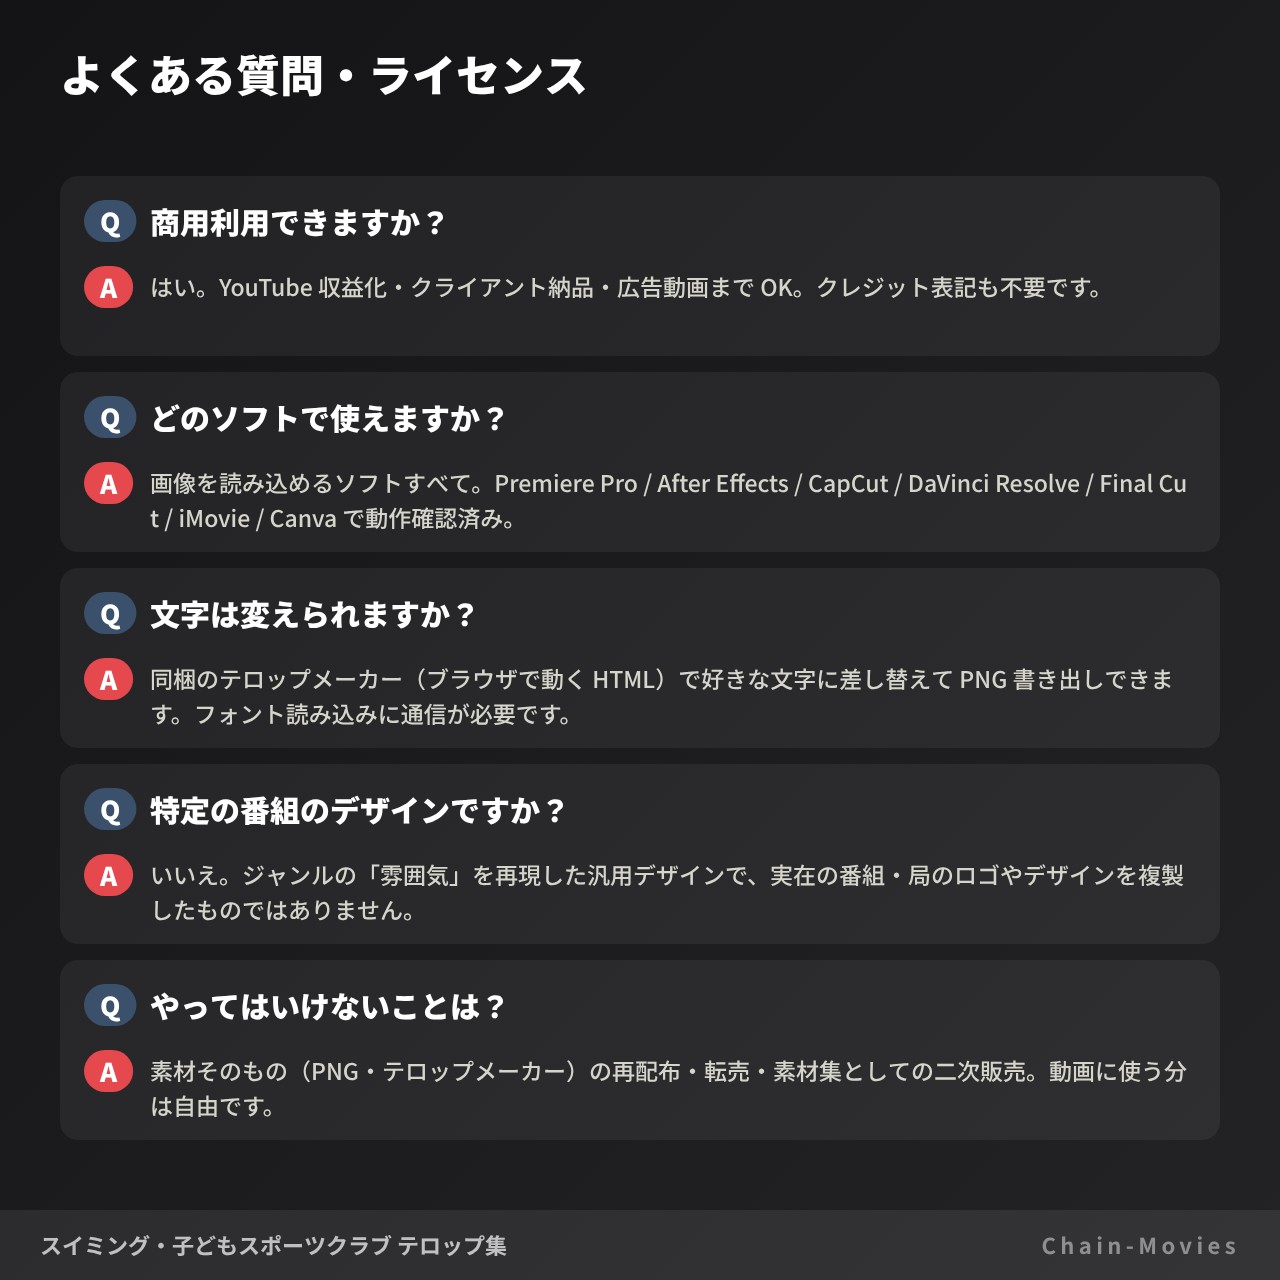 よくある質問・ライセンス
Q 商用利用できますか？
A はい。YouTube 収益化・クライアント納品・広告動画まで OK。クレジット表記も不要です。
Q どのソフトで使えますか？
A 画像を読み込めるソフトすべて。Premiere Pro / After Effects / CapCut / DaVinci Resolve / Final Cu
t / iMovie / Canva で動作確認済み。
Q 文字は変えられますか？
A 同梱のテロップメーカー（ブラウザで動く HTML）で好きな文字に差し替えて PNG 書き出しできま
す。フォント読み込みに通信が必要です。
Q 特定の番組のデザインですか？
A いいえ。ジャンルの「雰囲気」を再現した汎用デザインで、実在の番組・局のロゴやデザインを複製
したものではありません。
Q やってはいけないことは？
A 素材そのもの（PNG・テロップメーカー）の再配布・転売・素材集としての二次販売。動画に使う分
は自由です。
スイミング・子どもスポーツクラブ テロップ集
Chain-Movies